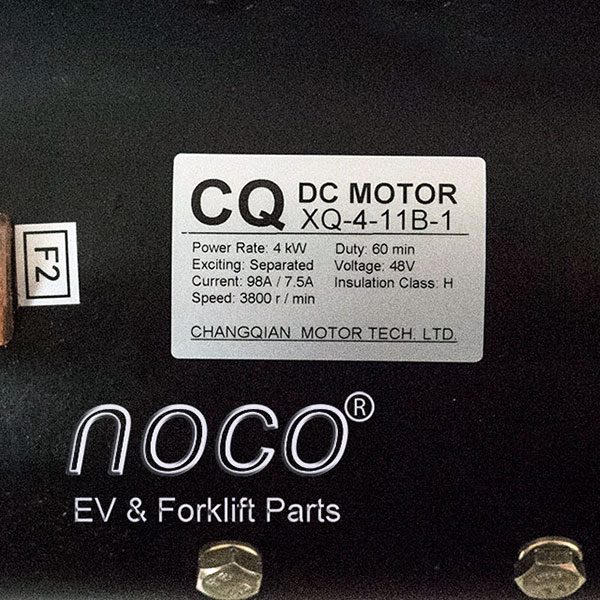 CQ DC MOTOR
XQ-4-11B-1
Power Rate: 4 kW Duty: 60 min
Exciting: Separated Voltage: 48V
Current: 98A / 7.5A Insulation Class: H
Speed: 3800 r / min
CHANGQIAN MOTOR TECH. LTD.
F2
noco®
EV & Forklift Parts